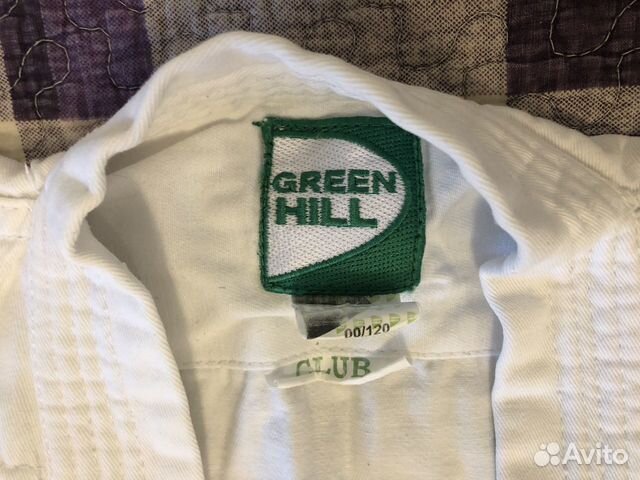 GREEN
HILL
00/120
CLUB
Avito